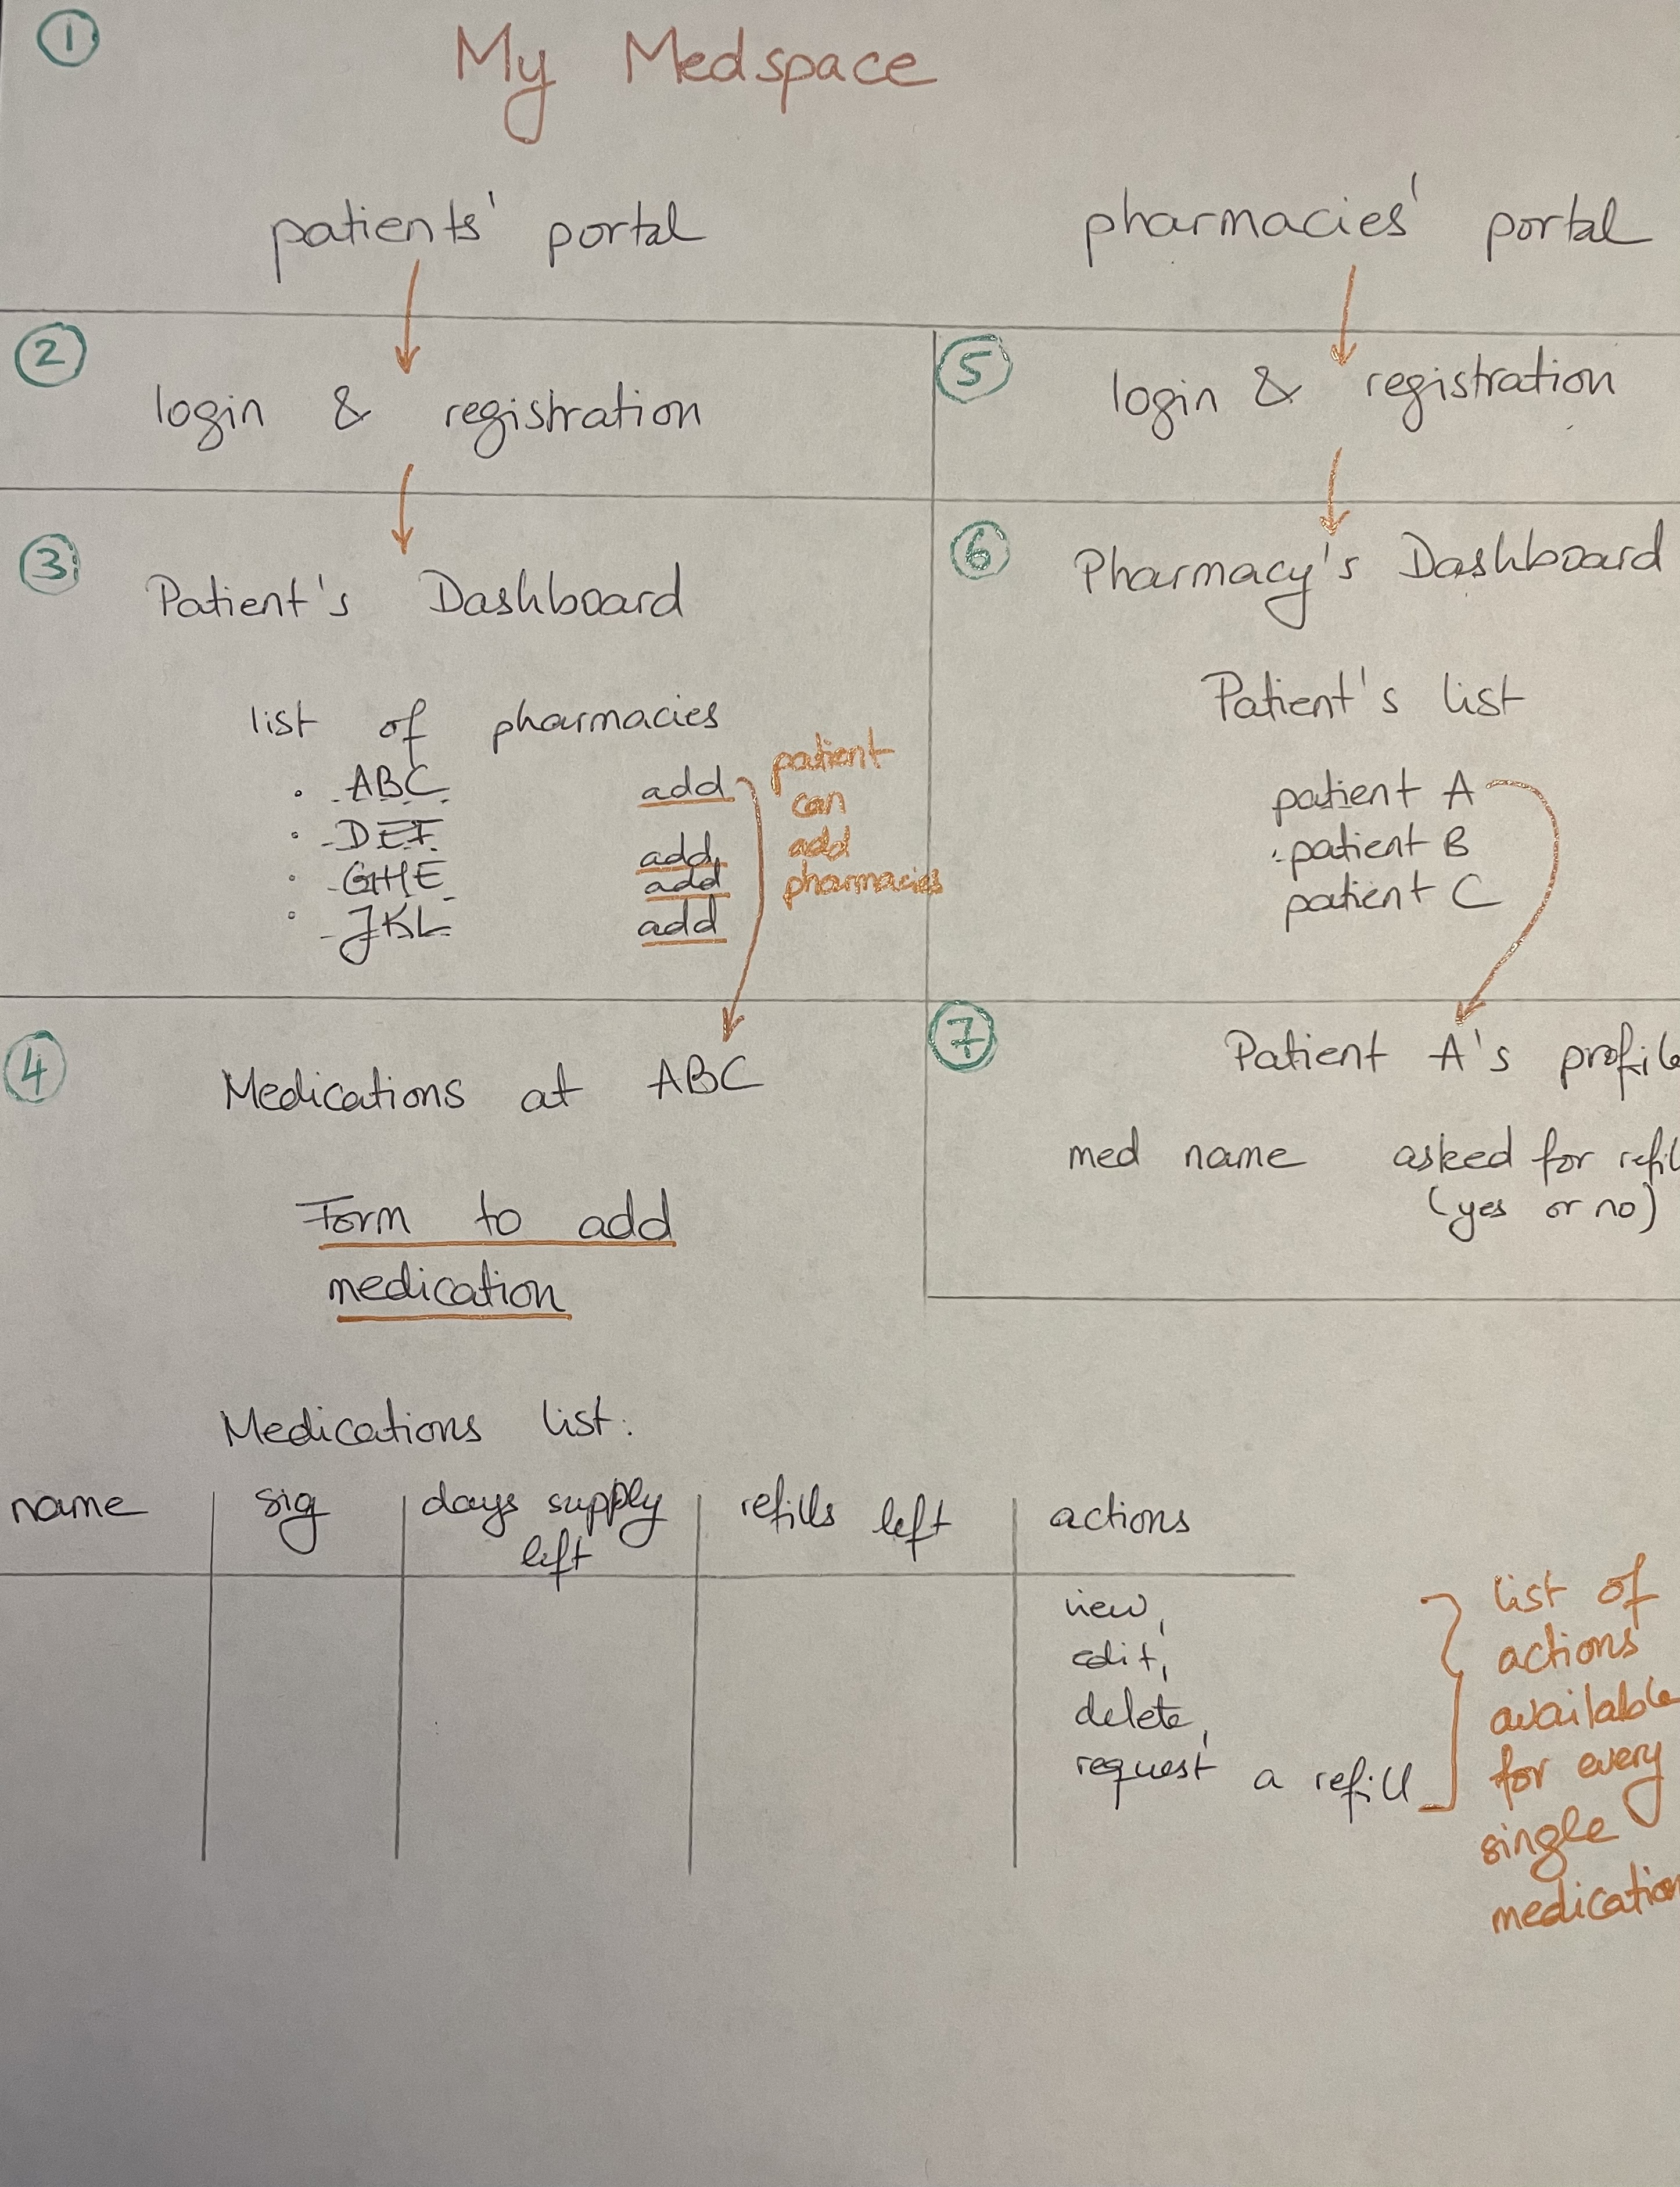 1
My Medspace
patients' portal
pharmacies' portal
2
login & registration
5
login & registration
3
Patient's Dashboard
list of pharmacies
• ABC add
• DEF add
• GHE add
• JKL add
patient
can
add
pharmacies
6
Pharmacy's Dashboard
Patient's list
patient A
patient B
patient C
4
Medications at ABC
Form to add
medication
7
Patient A's profile
med name asked for refill
(yes or no)
Medications list:
name sig days supply left refills left actions
view,
edit,
delete,
request a refill
list of
actions
available
for every
single
medication